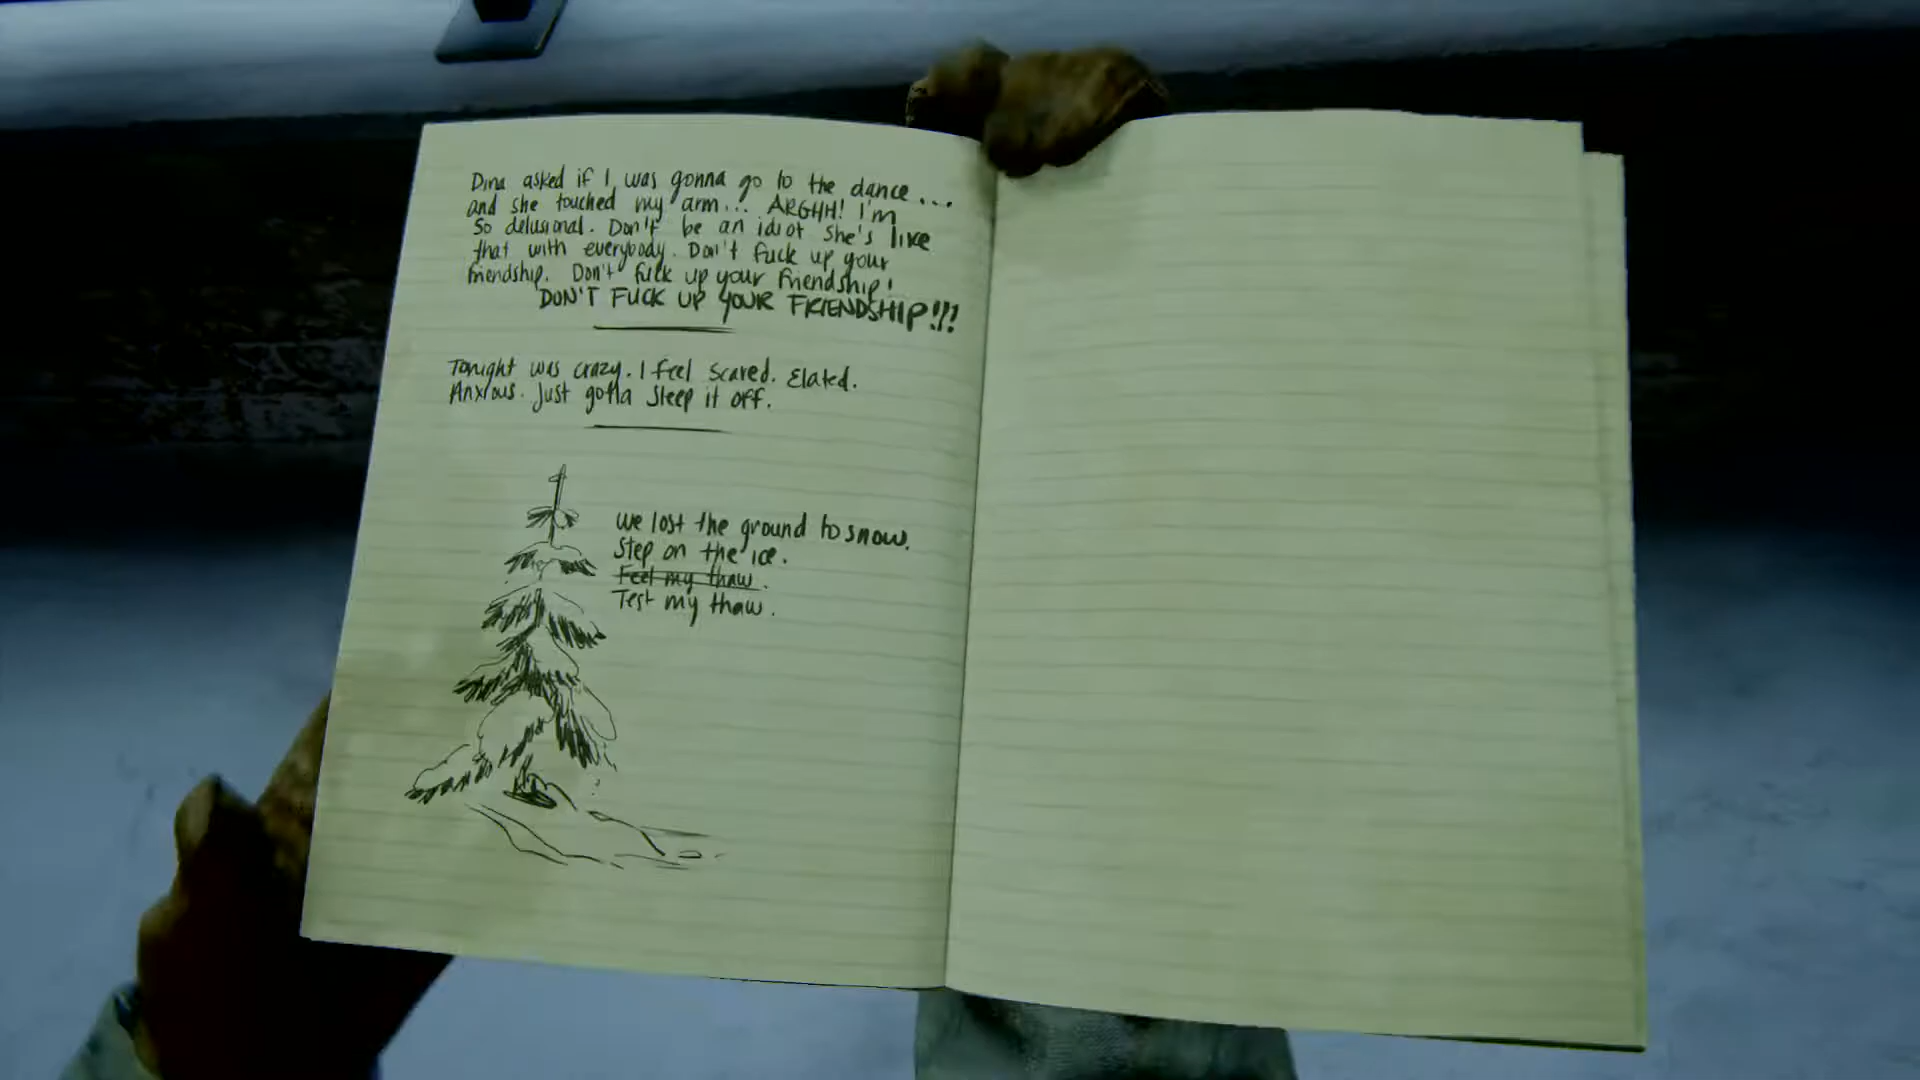 Dina asked if I was gonna go to the dance...
and she touched my arm... ARGHH! I'm
so delusional. Don't be an idiot she's like
that with everybody. Don't fuck up your
friendship. Don't fuck up your friendship!
DON'T FUCK UP YOUR FRIENDSHIP!!!
Tonight was crazy. I feel scared. Elated.
Anxious. Just gotta sleep it off.
We lost the ground to snow.
Step on the ice.
Feel my thaw.
Test my thaw.